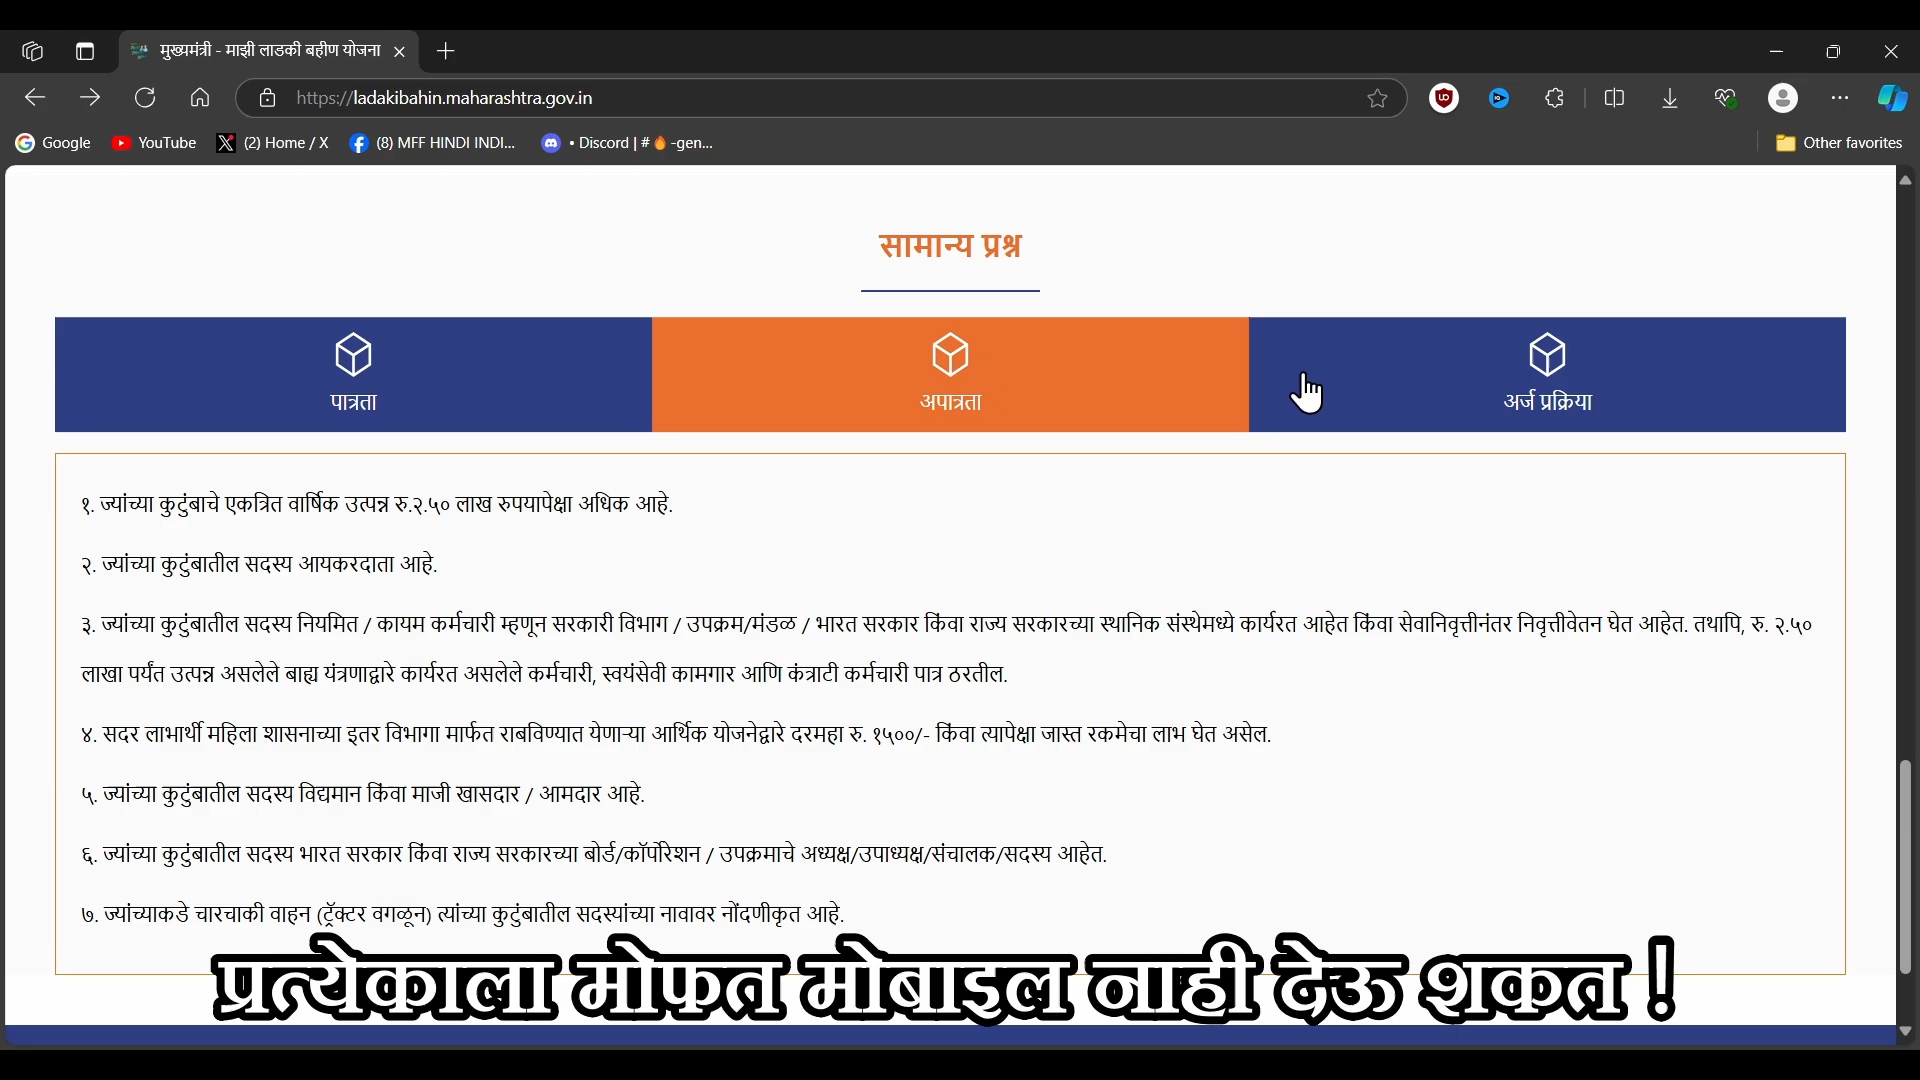 मुख्यमंत्री - माझी लाडकी बहीण योजना
https://ladakibahin.maharashtra.gov.in
Google YouTube (2) Home / X (8) MFF HINDI INDI... • Discord | #🔥-gen... Other favorites
सामान्य प्रश्न
पात्रता अपात्रता अर्ज प्रक्रिया
१. ज्यांच्या कुटुंबाचे एकत्रित वार्षिक उत्पन्न रु.२.५० लाख रुपयापेक्षा अधिक आहे.
२. ज्यांच्या कुटुंबातील सदस्य आयकरदाता आहे.
३. ज्यांच्या कुटुंबातील सदस्य नियमित / कायम कर्मचारी म्हणून सरकारी विभाग / उपक्रम/मंडळ / भारत सरकार किंवा राज्य सरकारच्या स्थानिक संस्थेमध्ये कार्यरत आहेत किंवा सेवानिवृत्तीनंतर निवृत्तीवेतन घेत आहेत. तथापि, रु. २.५०
लाखा पर्यंत उत्पन्न असलेले बाह्य यंत्रणाद्वारे कार्यरत असलेले कर्मचारी, स्वयंसेवी कामगार आणि कंत्राटी कर्मचारी पात्र ठरतील.
४. सदर लाभार्थी महिला शासनाच्या इतर विभागा मार्फत राबविण्यात येणाऱ्या आर्थिक योजनेद्वारे दरमहा रु. १५००/- किंवा त्यापेक्षा जास्त रकमेचा लाभ घेत असेल.
५. ज्यांच्या कुटुंबातील सदस्य विद्यमान किंवा माजी खासदार / आमदार आहे.
६. ज्यांच्या कुटुंबातील सदस्य भारत सरकार किंवा राज्य सरकारच्या बोर्ड/कॉर्पोरेशन / उपक्रमाचे अध्यक्ष/उपाध्यक्ष/संचालक/सदस्य आहेत.
७. ज्यांच्याकडे चारचाकी वाहन (ट्रॅक्टर वगळून) त्यांच्या कुटुंबातील सदस्यांच्या नावावर नोंदणीकृत आहे.
प्रत्येकाला मोफत मोबाइल नाही देऊ शकत !